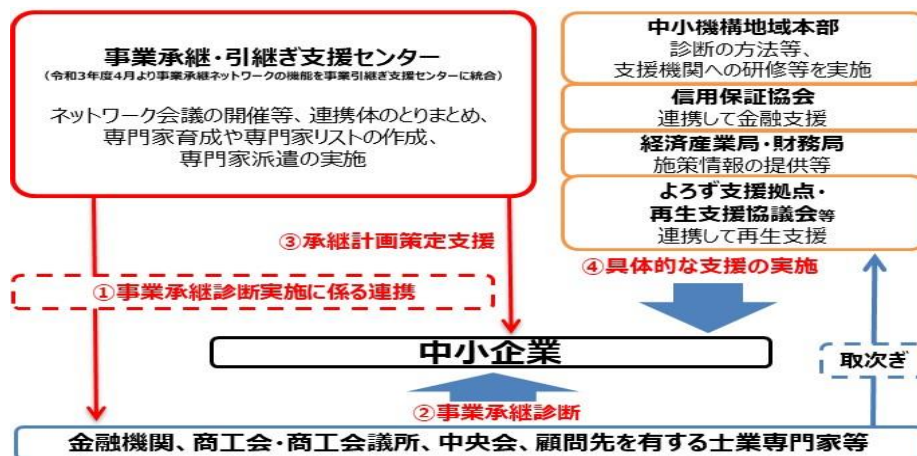 事業承継・引継ぎ支援センター
（令和3年度4月より事業承継ネットワークの機能を事業引継ぎ支援センターに統合）
ネットワーク会議の開催等、連携体のとりまとめ、
専門家育成や専門家リストの作成、
専門家派遣の実施
中小機構地域本部
診断の方法等、
支援機関への研修等を実施
信用保証協会
連携して金融支援
経済産業局・財務局
施策情報の提供等
よろず支援拠点・
再生支援協議会等
連携して再生支援
③承継計画策定支援
④具体的な支援の実施
①事業承継診断実施に係る連携
中小企業
取次ぎ
②事業承継診断
金融機関、商工会・商工会議所、中央会、顧問先を有する士業専門家等